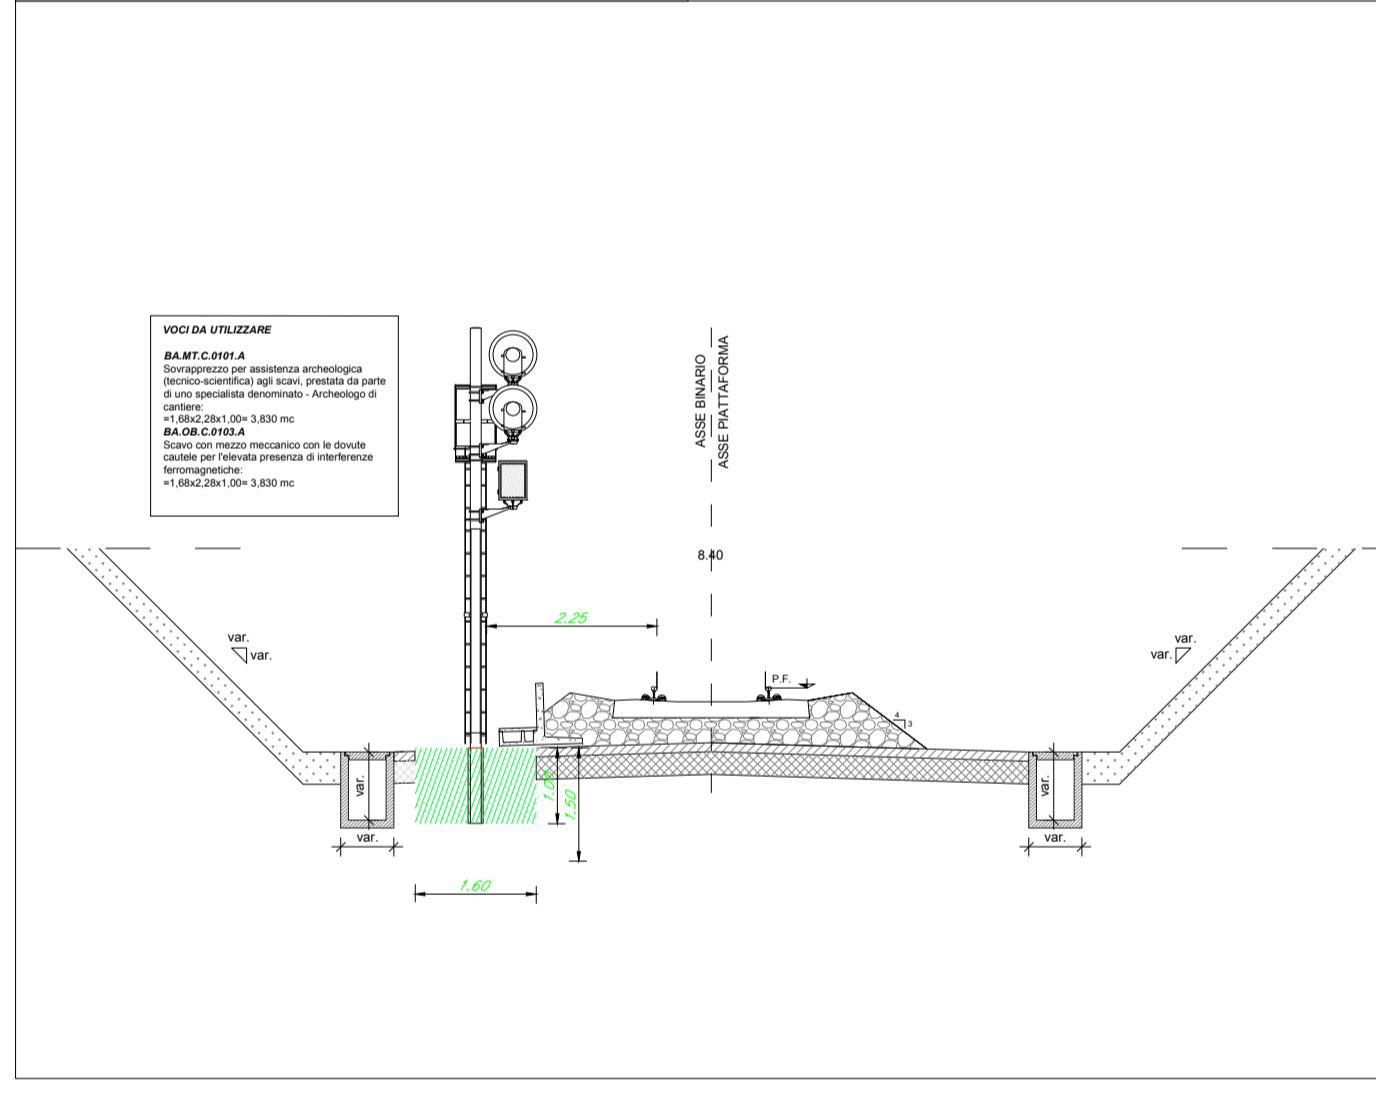 VOCI DA UTILIZZARE
BA.MT.C.0101.A
Sovrapprezzo per assistenza archeologica
(tecnico-scientifica) agli scavi, prestata da parte
di uno specialista denominato - Archeologo di
cantiere:
=1,68x2,28x1,00= 3,830 mc
BA.OB.C.0103.A
Scavo con mezzo meccanico con le dovute
cautele per l'elevata presenza di interferenze
ferromagnetiche:
=1,68x2,28x1,00= 3,830 mc
ASSE BINARIO
ASSE PIATTAFORMA
8.40
2.25
var.
var.
var.
var.
P.F.
4
3
var.
1.00
1.50
var.
var.
var.
1.60